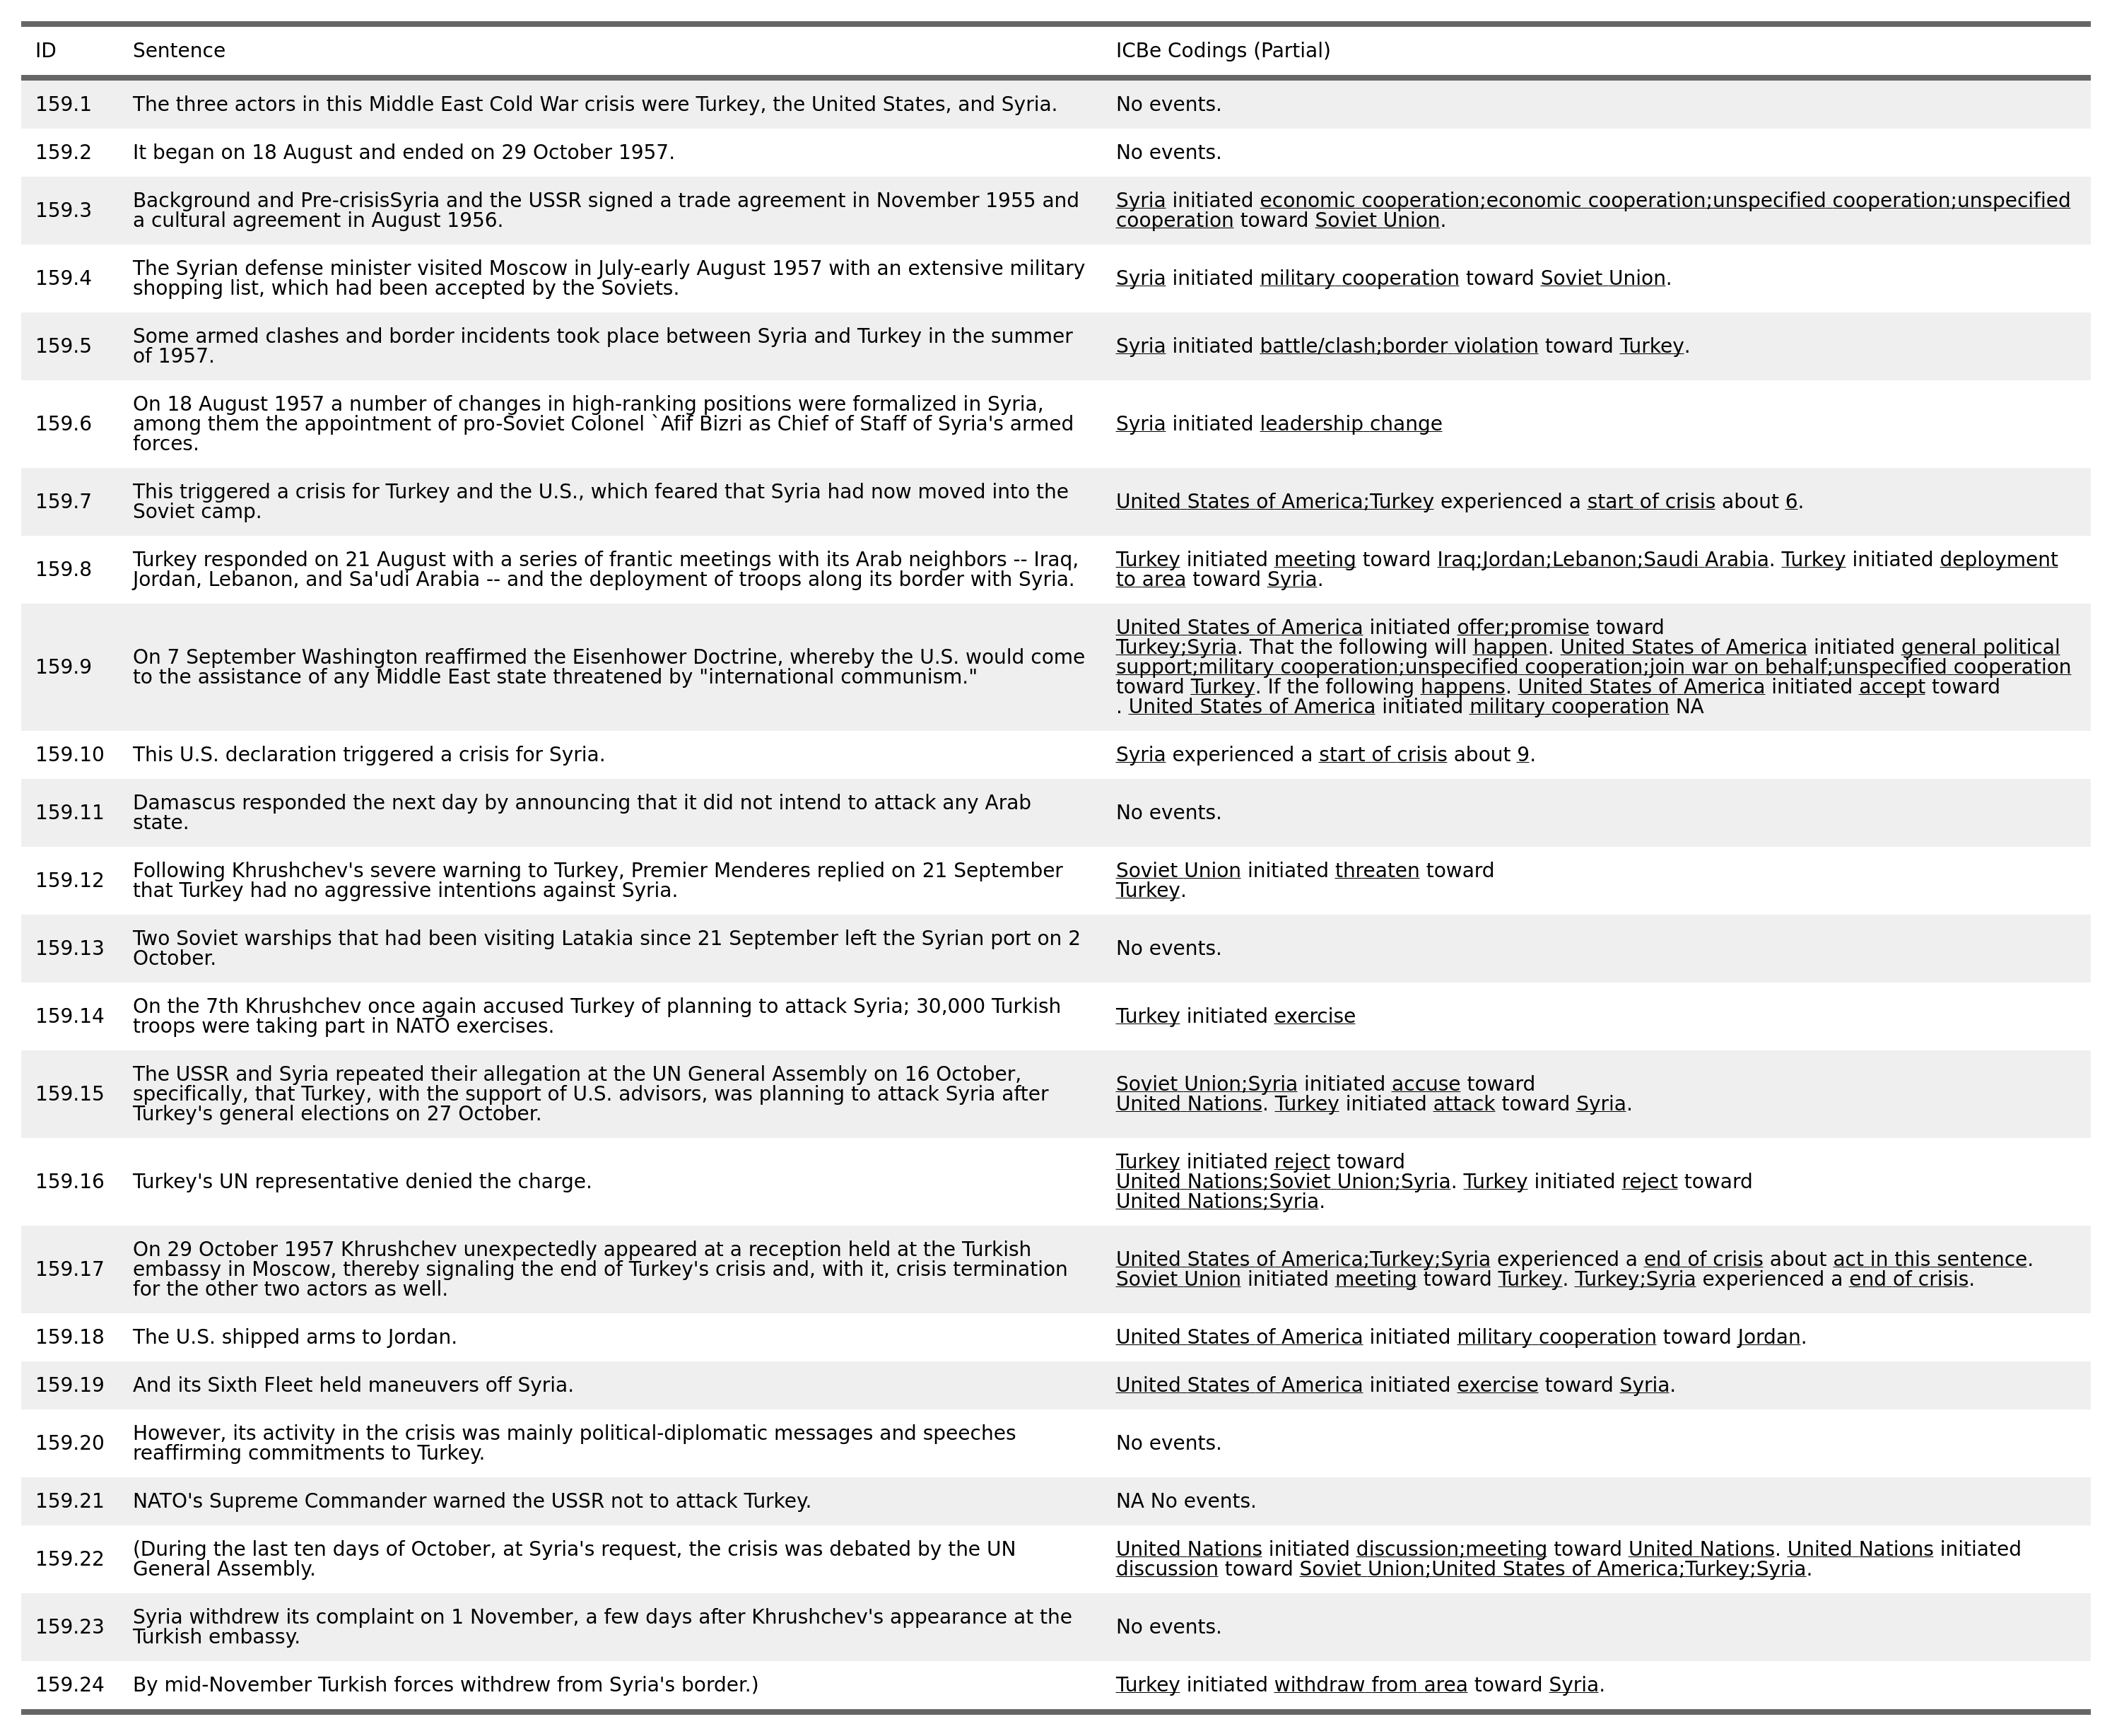 ID Sentence ICBe Codings (Partial)
159.1 The three actors in this Middle East Cold War crisis were Turkey, the United States, and Syria. No events.
159.2 It began on 18 August and ended on 29 October 1957. No events.
159.3 Background and Pre-crisisSyria and the USSR signed a trade agreement in November 1955 and
a cultural agreement in August 1956.
Syria initiated economic cooperation;economic cooperation;unspecified cooperation;unspecified
cooperation toward Soviet Union.
159.4 The Syrian defense minister visited Moscow in July-early August 1957 with an extensive military
shopping list, which had been accepted by the Soviets.
Syria initiated military cooperation toward Soviet Union.
159.5 Some armed clashes and border incidents took place between Syria and Turkey in the summer
of 1957.
Syria initiated battle/clash;border violation toward Turkey.
159.6 On 18 August 1957 a number of changes in high-ranking positions were formalized in Syria,
among them the appointment of pro-Soviet Colonel `Afif Bizri as Chief of Staff of Syria's armed
forces.
Syria initiated leadership change
159.7 This triggered a crisis for Turkey and the U.S., which feared that Syria had now moved into the
Soviet camp.
United States of America;Turkey experienced a start of crisis about 6.
159.8 Turkey responded on 21 August with a series of frantic meetings with its Arab neighbors -- Iraq,
Jordan, Lebanon, and Sa'udi Arabia -- and the deployment of troops along its border with Syria.
Turkey initiated meeting toward Iraq;Jordan;Lebanon;Saudi Arabia. Turkey initiated deployment
to area toward Syria.
159.9 On 7 September Washington reaffirmed the Eisenhower Doctrine, whereby the U.S. would come
to the assistance of any Middle East state threatened by "international communism."
United States of America initiated offer;promise toward
Turkey;Syria. That the following will happen. United States of America initiated general political
support;military cooperation;unspecified cooperation;join war on behalf;unspecified cooperation
toward Turkey. If the following happens. United States of America initiated accept toward
. United States of America initiated military cooperation NA
159.10 This U.S. declaration triggered a crisis for Syria. Syria experienced a start of crisis about 9.
159.11 Damascus responded the next day by announcing that it did not intend to attack any Arab
state.
No events.
159.12 Following Khrushchev's severe warning to Turkey, Premier Menderes replied on 21 September
that Turkey had no aggressive intentions against Syria.
Soviet Union initiated threaten toward
Turkey.
159.13 Two Soviet warships that had been visiting Latakia since 21 September left the Syrian port on 2
October.
No events.
159.14 On the 7th Khrushchev once again accused Turkey of planning to attack Syria; 30,000 Turkish
troops were taking part in NATO exercises.
Turkey initiated exercise
159.15 The USSR and Syria repeated their allegation at the UN General Assembly on 16 October,
specifically, that Turkey, with the support of U.S. advisors, was planning to attack Syria after
Turkey's general elections on 27 October.
Soviet Union;Syria initiated accuse toward
United Nations. Turkey initiated attack toward Syria.
159.16 Turkey's UN representative denied the charge.
Turkey initiated reject toward
United Nations;Soviet Union;Syria. Turkey initiated reject toward
United Nations;Syria.
159.17 On 29 October 1957 Khrushchev unexpectedly appeared at a reception held at the Turkish
embassy in Moscow, thereby signaling the end of Turkey's crisis and, with it, crisis termination
for the other two actors as well.
United States of America;Turkey;Syria experienced a end of crisis about act in this sentence.
Soviet Union initiated meeting toward Turkey. Turkey;Syria experienced a end of crisis.
159.18 The U.S. shipped arms to Jordan. United States of America initiated military cooperation toward Jordan.
159.19 And its Sixth Fleet held maneuvers off Syria. United States of America initiated exercise toward Syria.
159.20 However, its activity in the crisis was mainly political-diplomatic messages and speeches
reaffirming commitments to Turkey.
No events.
159.21 NATO's Supreme Commander warned the USSR not to attack Turkey. NA No events.
159.22 (During the last ten days of October, at Syria's request, the crisis was debated by the UN
General Assembly.
United Nations initiated discussion;meeting toward United Nations. United Nations initiated
discussion toward Soviet Union;United States of America;Turkey;Syria.
159.23 Syria withdrew its complaint on 1 November, a few days after Khrushchev's appearance at the
Turkish embassy.
No events.
159.24 By mid-November Turkish forces withdrew from Syria's border.) Turkey initiated withdraw from area toward Syria.